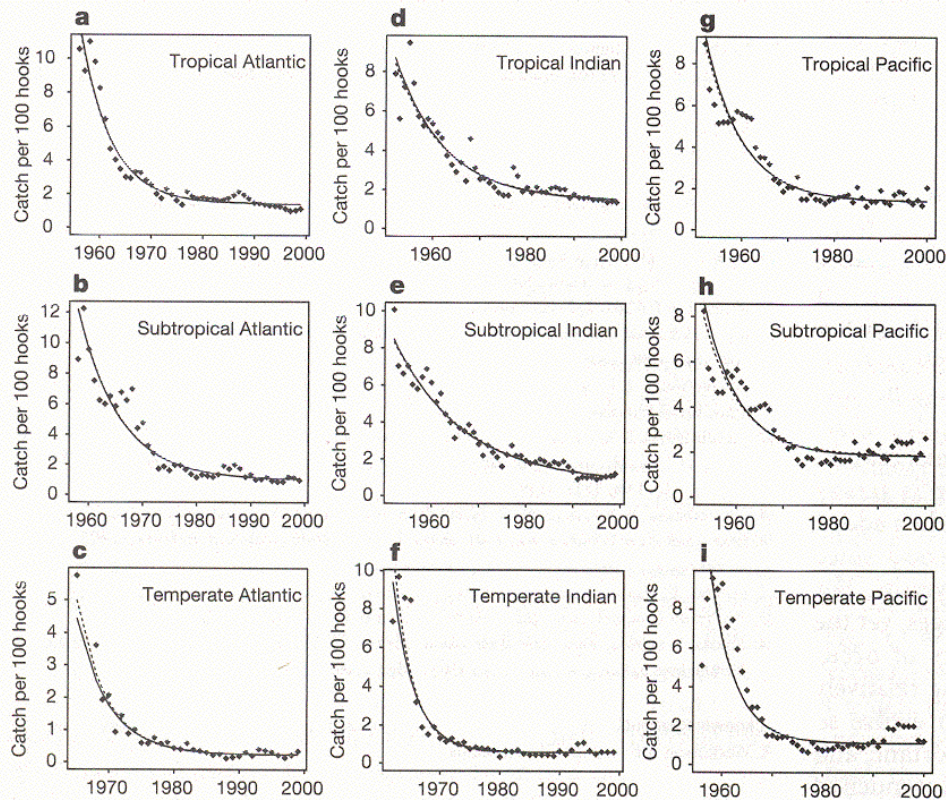 a
Catch per 100 hooks
10
8
6
4
2
0
Tropical Atlantic
1960 1970 1980 1990 2000
d
Catch per 100 hooks
8
6
4
2
0
Tropical Indian
1960 1980 2000
g
Catch per 100 hooks
8
6
4
2
0
Tropical Pacific
1960 1980 2000
b
Catch per 100 hooks
12
10
8
6
4
2
0
Subtropical Atlantic
1960 1970 1980 1990 2000
e
Catch per 100 hooks
10
8
6
4
2
0
Subtropical Indian
1960 1980 2000
h
Catch per 100 hooks
8
6
4
2
0
Subtropical Pacific
1960 1980 2000
c
Catch per 100 hooks
5
4
3
2
1
0
Temperate Atlantic
1970 1980 1990 2000
f
Catch per 100 hooks
10
8
6
4
2
0
Temperate Indian
1970 1980 1990 2000
i
Catch per 100 hooks
8
6
4
2
0
Temperate Pacific
1960 1970 1980 1990 2000